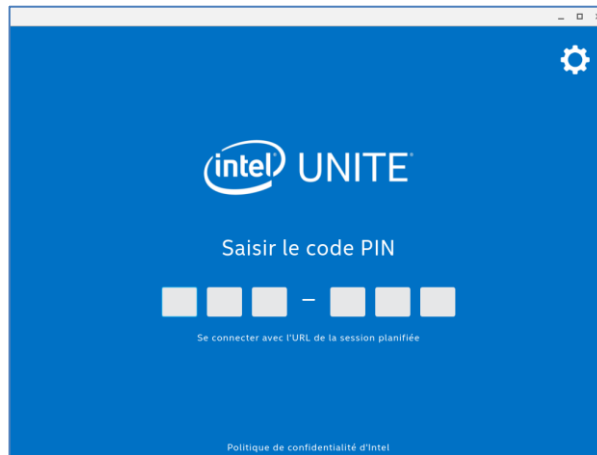 intel UNITE
Saisir le code PIN
–
Se connecter avec l'URL de la session planifiée
Politique de confidentialité d'Intel